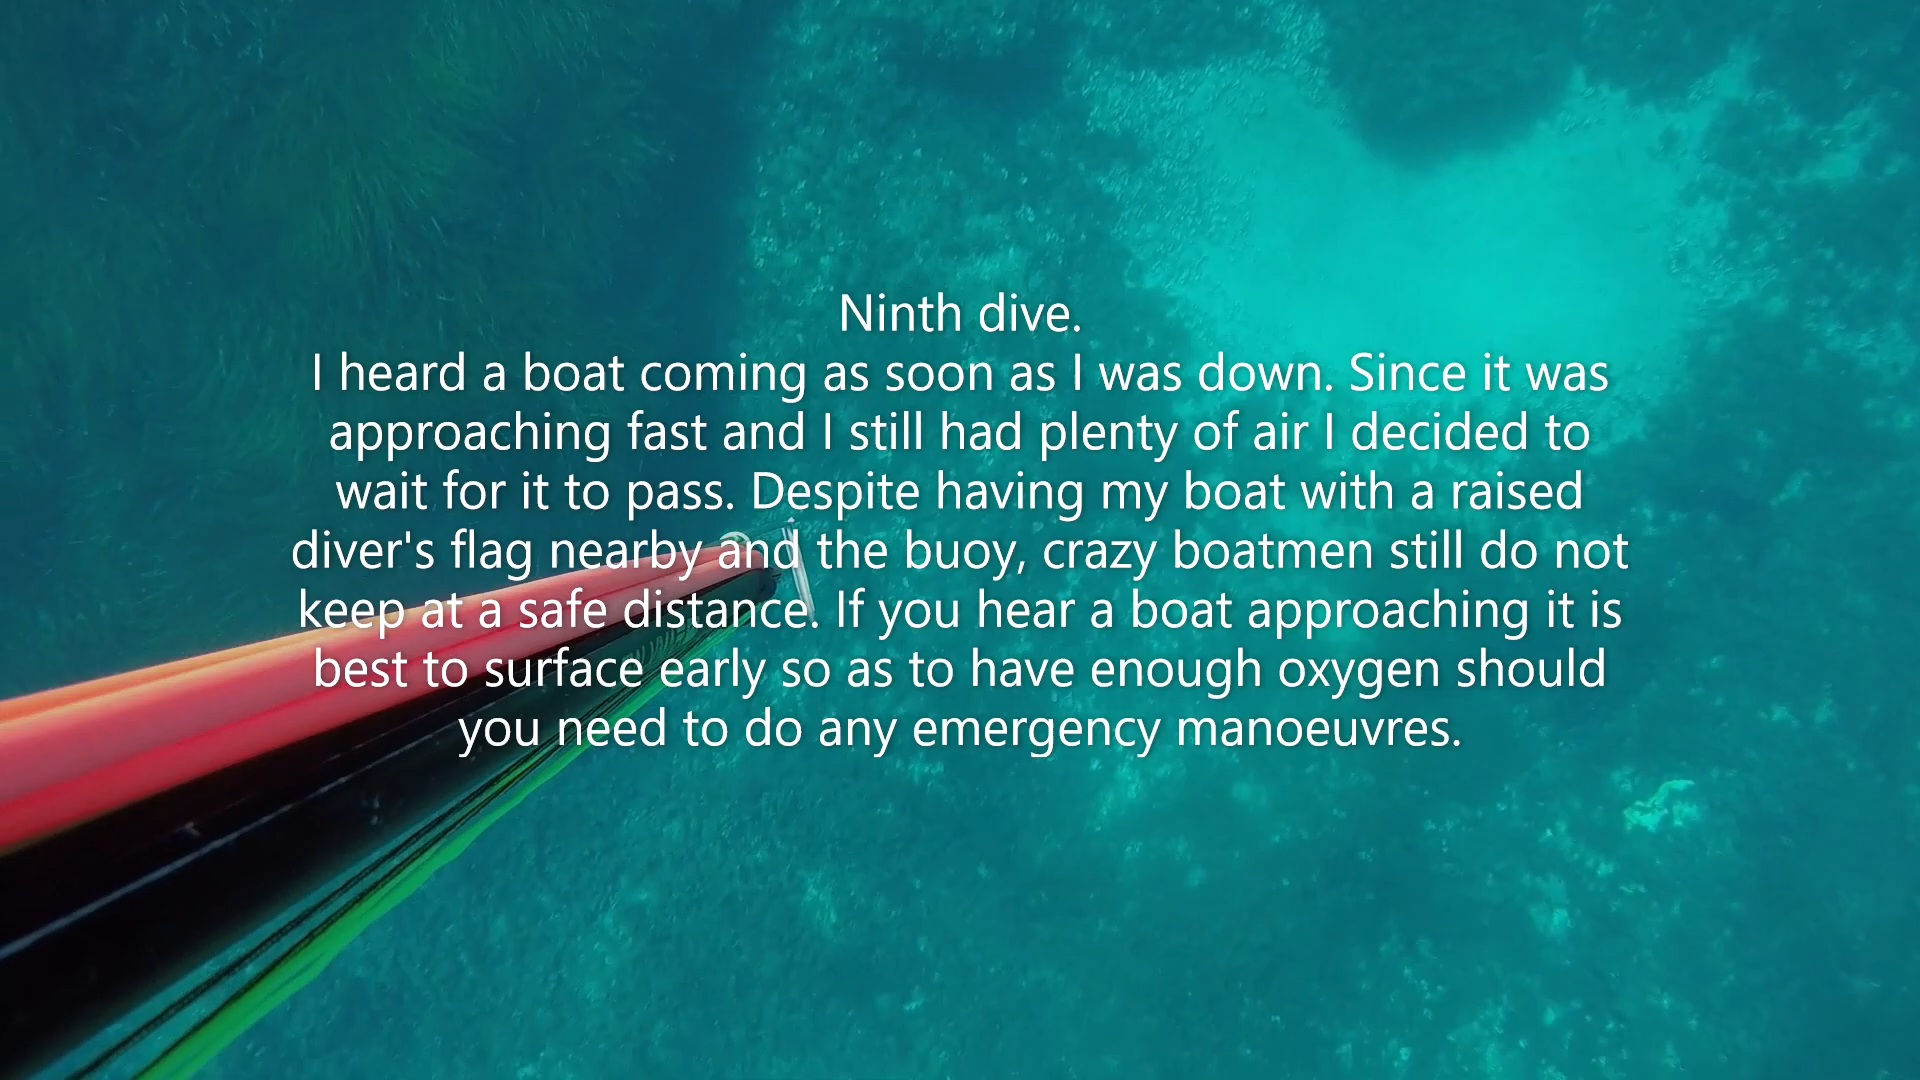 Ninth dive.
I heard a boat coming as soon as I was down. Since it was
approaching fast and I still had plenty of air I decided to
wait for it to pass. Despite having my boat with a raised
diver's flag nearby and the buoy, crazy boatmen still do not
keep at a safe distance. If you hear a boat approaching it is
best to surface early so as to have enough oxygen should
you need to do any emergency manoeuvres.